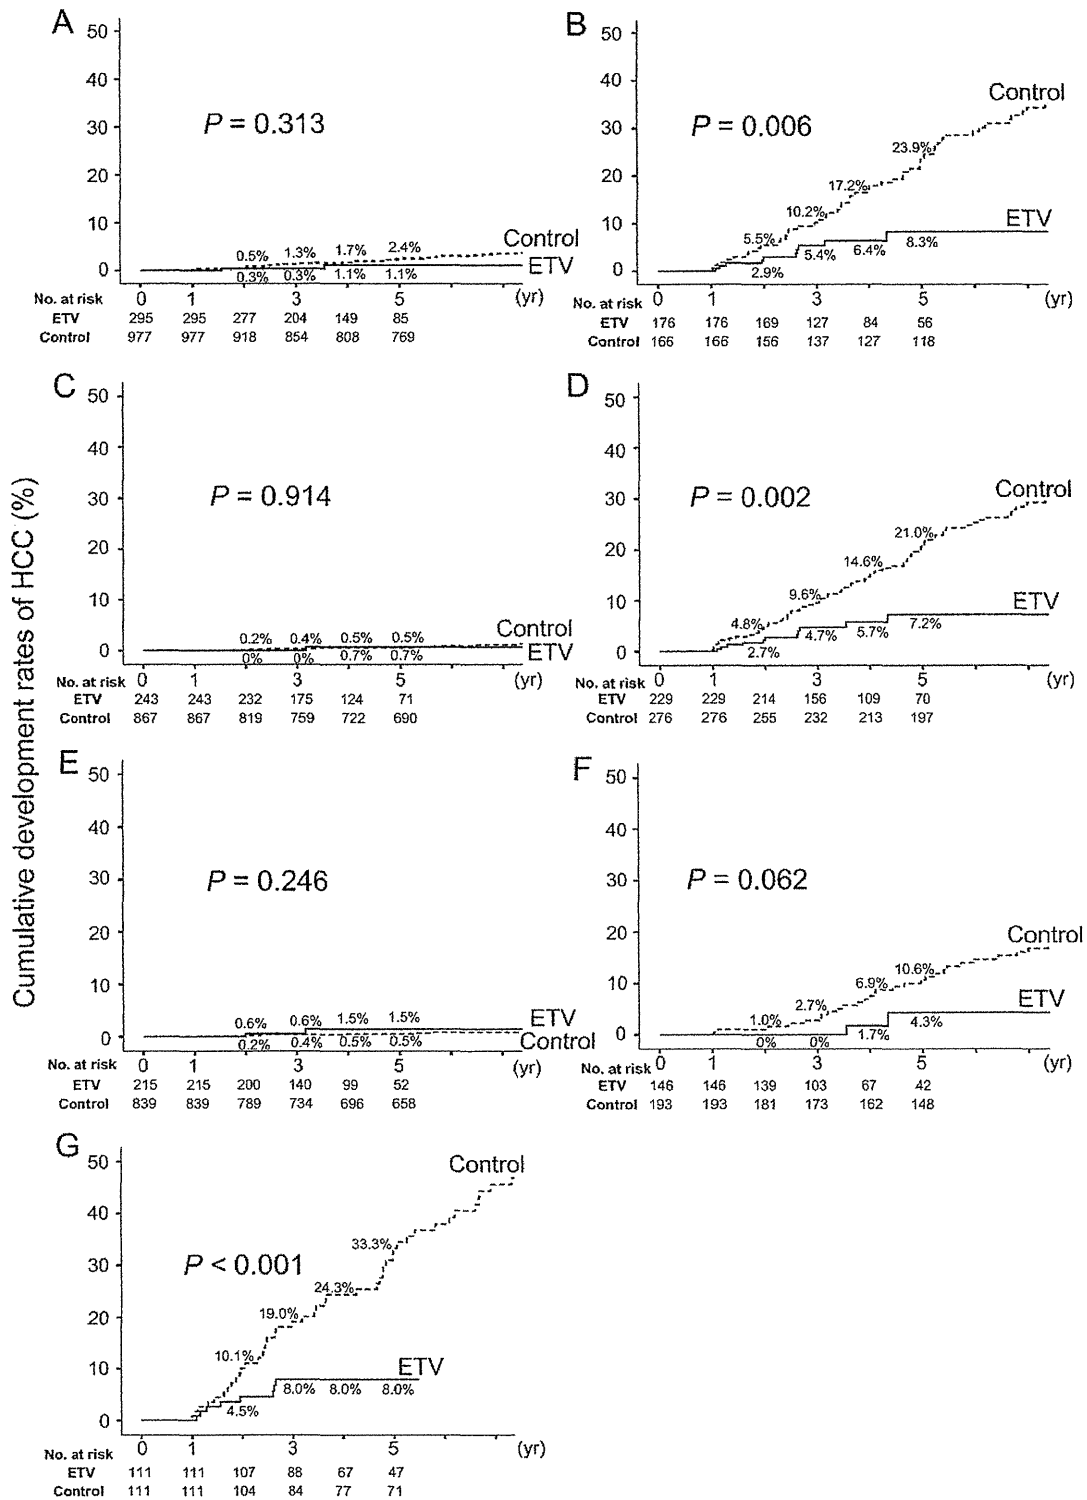 Cumulative development rates of HCC (%)
A
50
40
30
20
10
0
P = 0.313
Control
ETV
0.5% 1.3% 1.7% 2.4%
0.3% 0.3% 1.1% 1.1%
0 1 3 5 (yr)
No. at risk
ETV 295 295 277 204 149 85
Control 977 977 918 854 808 769
B
50
40
30
20
10
0
P = 0.006
Control
ETV
5.5% 10.2% 17.2% 23.9%
2.9% 5.4% 6.4% 8.3%
0 1 3 5 (yr)
No. at risk
ETV 176 176 169 127 84 56
Control 166 166 156 137 127 118
C
50
40
30
20
10
0
P = 0.914
Control
ETV
0.2% 0.4% 0.5% 0.5%
0% 0% 0.7% 0.7%
0 1 3 5 (yr)
No. at risk
ETV 243 243 232 175 124 71
Control 867 867 819 759 722 690
D
50
40
30
20
10
0
P = 0.002
Control
ETV
4.8% 9.6% 14.6% 21.0%
2.7% 4.7% 5.7% 7.2%
0 1 3 5 (yr)
No. at risk
ETV 229 229 214 156 109 70
Control 276 276 255 232 213 197
E
50
40
30
20
10
0
P = 0.246
ETV
Control
0.6% 0.6% 1.5% 1.5%
0.2% 0.4% 0.5% 0.5%
0 1 3 5 (yr)
No. at risk
ETV 215 215 200 140 99 52
Control 839 839 789 734 696 658
F
50
40
30
20
10
0
P = 0.062
Control
ETV
1.0% 2.7% 6.9% 10.6%
0% 0% 1.7% 4.3%
0 1 3 5 (yr)
No. at risk
ETV 146 146 139 103 67 42
Control 193 193 181 173 162 148
G
50
40
30
20
10
0
P < 0.001
Control
ETV
10.1% 19.0% 24.3% 33.3%
4.5% 8.0% 8.0% 8.0%
0 1 3 5 (yr)
No. at risk
ETV 111 111 107 88 67 47
Control 111 111 104 84 77 71